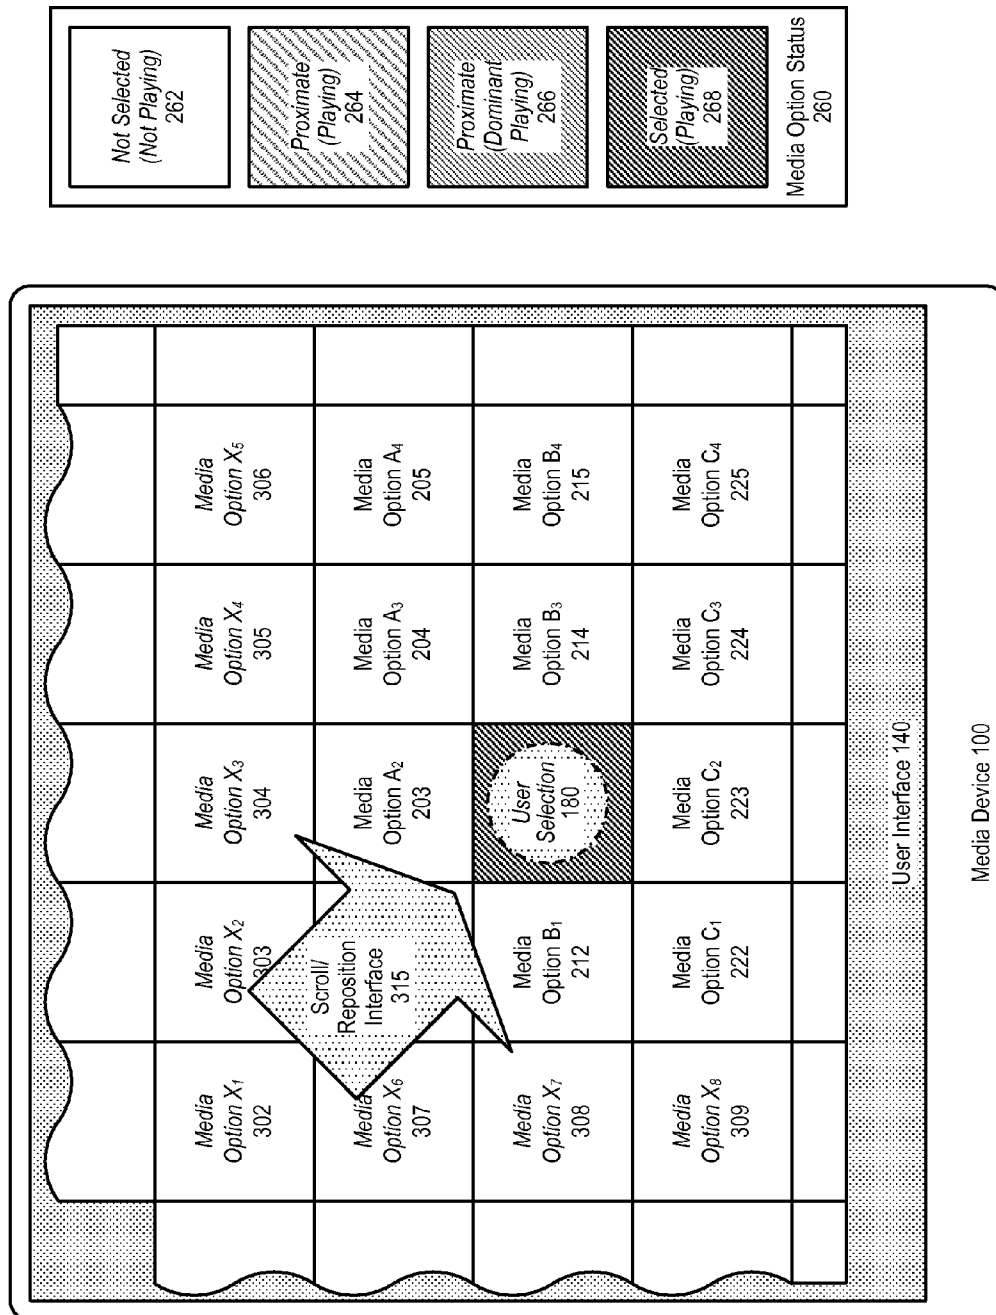 Media
Option X1
302
Media
Option X2
303
Media
Option X3
304
Media
Option X4
305
Media
Option X5
306
Media
Option X6
307
Scroll/
Reposition
Interface
315
Media
Option A2
203
Media
Option A3
204
Media
Option A4
205
Media
Option X7
308
Media
Option B1
212
User
Selection
180
Media
Option B3
214
Media
Option B4
215
Media
Option X8
309
Media
Option C1
222
Media
Option C2
223
Media
Option C3
224
Media
Option C4
225
User Interface 140
Media Device 100
Not Selected
(Not Playing)
262
Proximate
(Playing)
264
Proximate
(Dominant
Playing)
266
Selected
(Playing)
268
Media Option Status
260